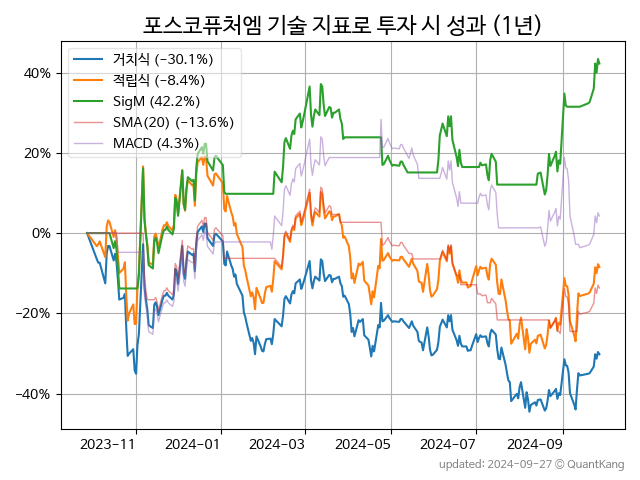 포스코퓨처엠 기술 지표로 투자 시 성과 (1년)
거치식 (−30.1%)
적립식 (−8.4%)
SigM (42.2%)
SMA(20) (−13.6%)
MACD (4.3%)
40%
20%
0%
−20%
−40%
2023−11 2024−01 2024−03 2024−05 2024−07 2024−09
updated: 2024−09−27 © QuantKang